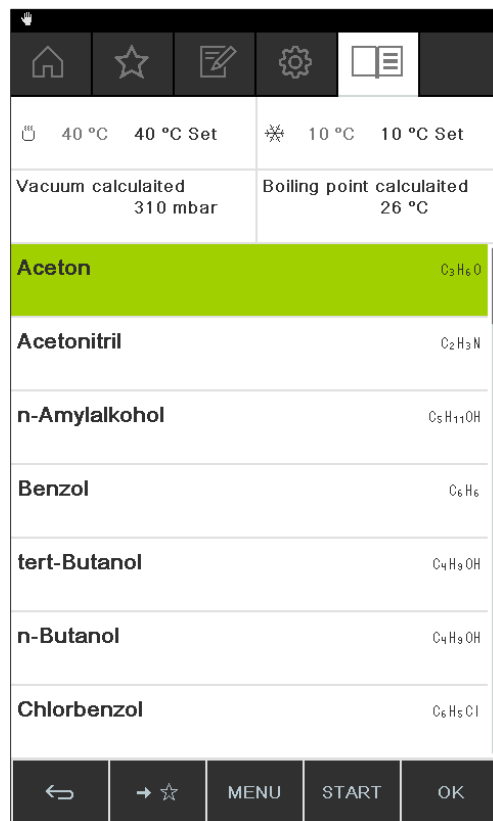 40 °C 40 °C Set
10 °C 10 °C Set
Vacuum calculaited
310 mbar
Boiling point calculaited
26 °C
Aceton C₃H₆O
Acetonitril C₂H₃N
n-Amylalkohol C₅H₁₁OH
Benzol C₆H₆
tert-Butanol C₄H₉OH
n-Butanol C₄H₉OH
Chlorbenzol C₆H₅Cl
MENU START OK